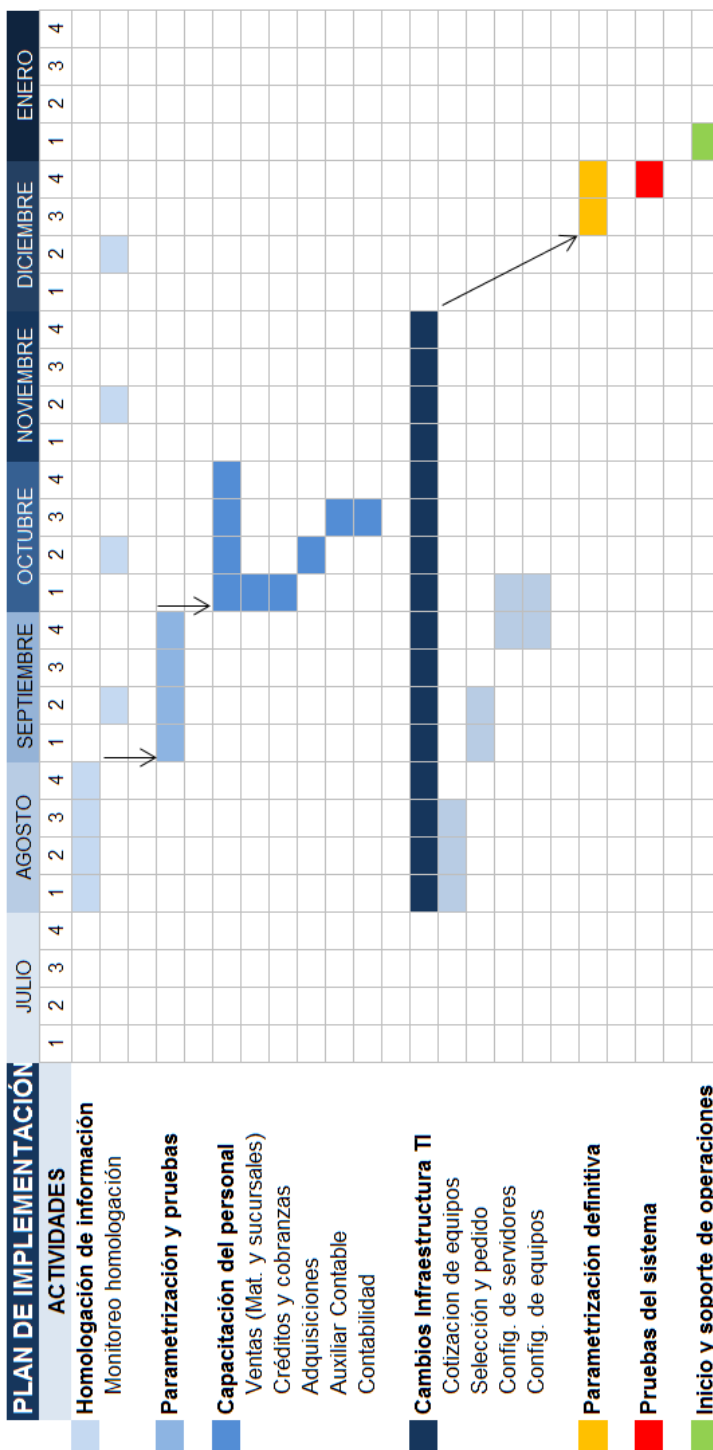 PLAN DE IMPLEMENTACIÓN JULIO AGOSTO SEPTIEMBRE OCTUBRE NOVIEMBRE DICIEMBRE ENERO
ACTIVIDADES 1 2 3 4 1 2 3 4 1 2 3 4 1 2 3 4 1 2 3 4 1 2 3 4 1 2 3 4
Homologación de información
Monitoreo homologación
Parametrización y pruebas
Capacitación del personal
Ventas (Mat. y sucursales)
Créditos y cobranzas
Adquisiciones
Auxiliar Contable
Contabilidad
Cambios Infraestructura TI
Cotizacion de equipos
Selección y pedido
Config. de servidores
Config. de equipos
Parametrización definitiva
Pruebas del sistema
Inicio y soporte de operaciones